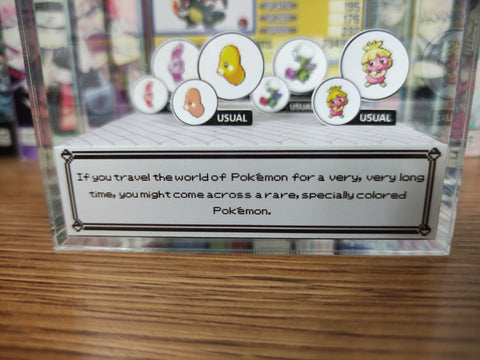 USUAL
USUAL
USUAL
If you travel the world of Pokémon for a very, very long
time, you might come across a rare, specially colored
Pokémon.